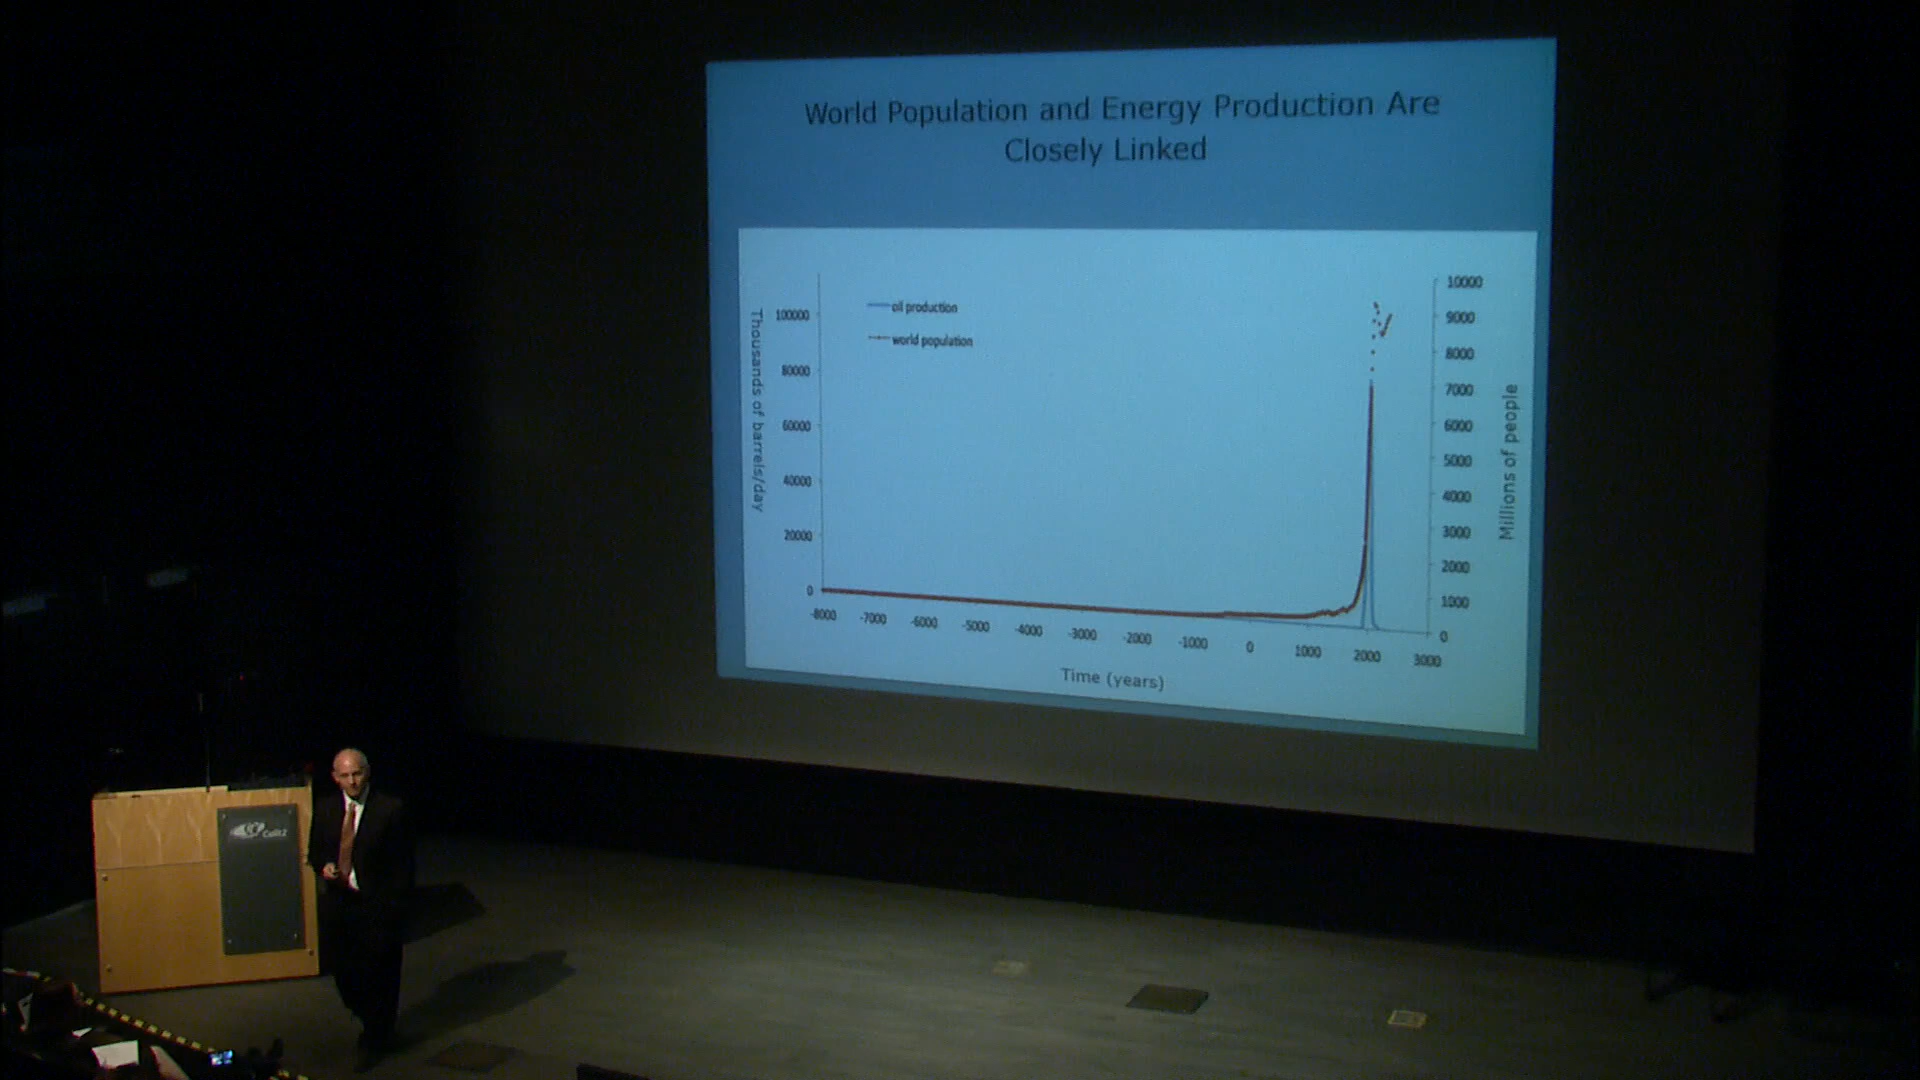 World Population and Energy Production Are
Closely Linked
oil production
world population
Thousands of barrels/day
100000
80000
60000
40000
20000
0
10000
9000
8000
7000
6000
5000
4000
3000
2000
1000
0
Millions of people
-8000 -7000 -6000 -5000 -4000 -3000 -2000 -1000 0 1000 2000 3000
Time (years)
Calit2